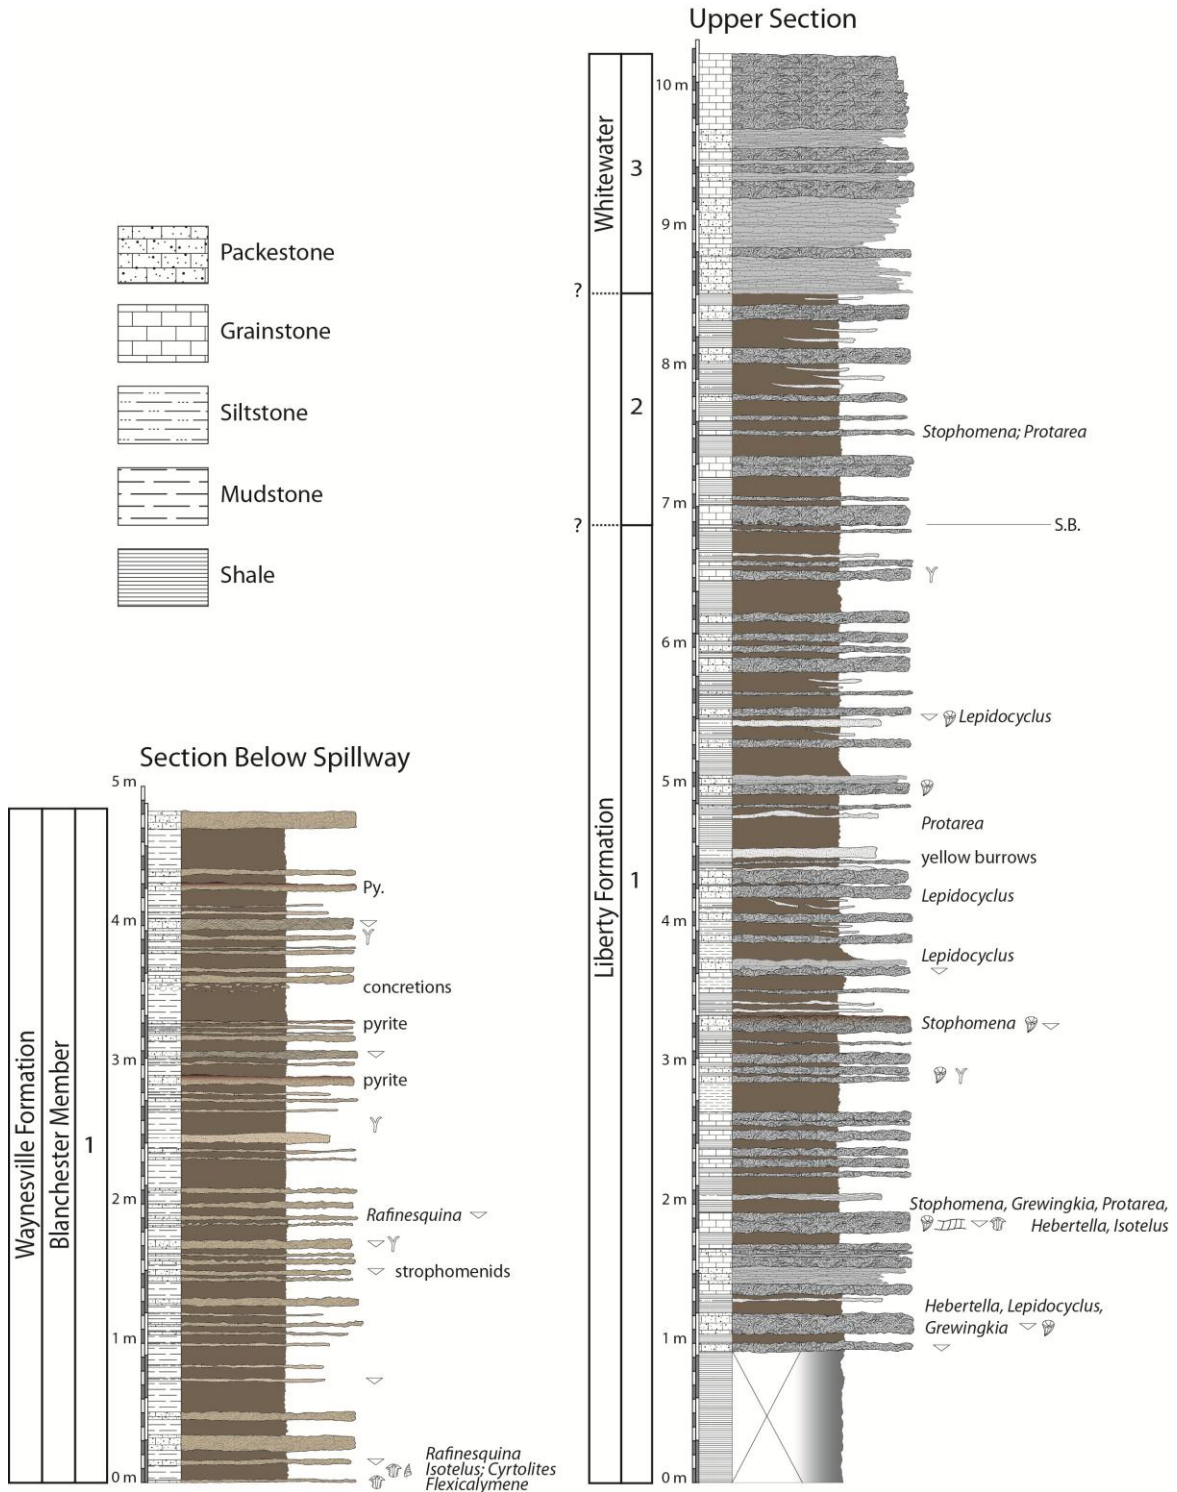 Upper Section
Packestone
Grainstone
Siltstone
Mudstone
Shale
Section Below Spillway
5 m
4 m
3 m
2 m
1 m
0 m
Waynesville Formation
Blanchester Member
1
Py.
concretions
pyrite
pyrite
Rafinesquina
strophomenids
Rafinesquina
Isotelus; Cyrtolites
Flexicalymene
Whitewater
3
?
2
?
Liberty Formation
1
10 m
9 m
8 m
7 m
6 m
5 m
4 m
3 m
2 m
1 m
0 m
Stophomena; Protarea
S.B.
Lepidocyclus
Protarea
yellow burrows
Lepidocyclus
Lepidocyclus
Stophomena
Stophomena, Grewingkia, Protarea,
Hebertella, Isotelus
Hebertella, Lepidocyclus,
Grewingkia